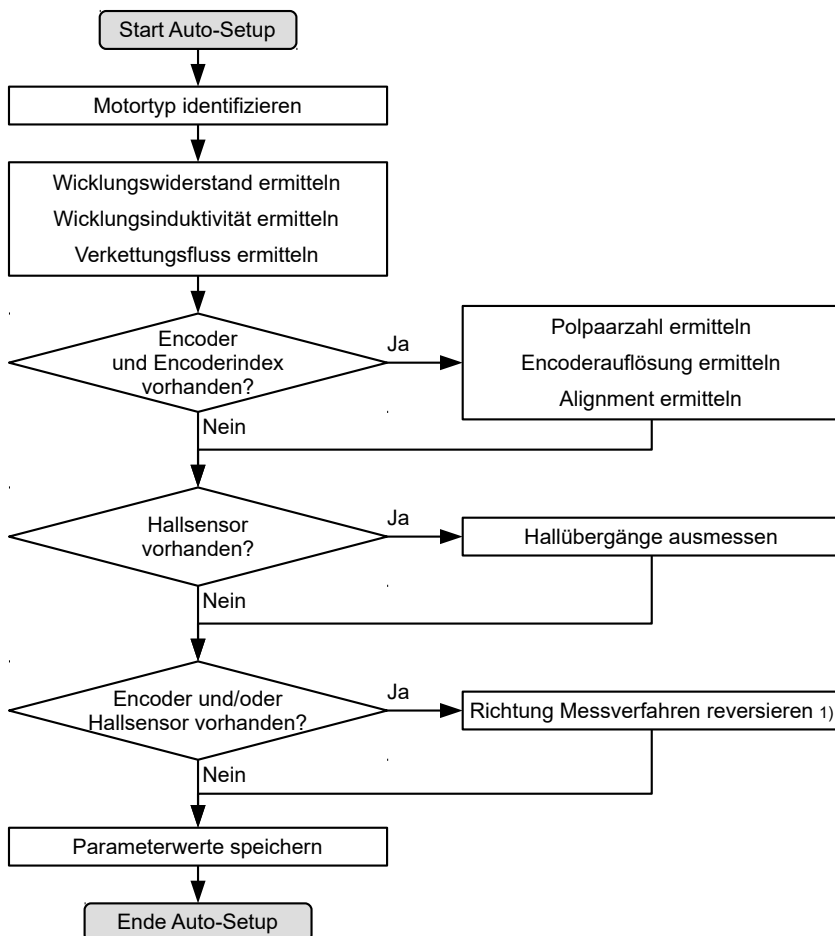 Start Auto-Setup
Motortyp identifizieren
Wicklungswiderstand ermitteln
Wicklungsinduktivität ermitteln
Verkettungsfluss ermitteln
Encoder
und Encoderindex
vorhanden?
Ja
Polpaarzahl ermitteln
Encoderauflösung ermitteln
Alignment ermitteln
Nein
Hallsensor
vorhanden?
Ja
Hallübergänge ausmessen
Nein
Encoder und/oder
Hallsensor vorhanden?
Ja
Richtung Messverfahren reversieren 1)
Nein
Parameterwerte speichern
Ende Auto-Setup